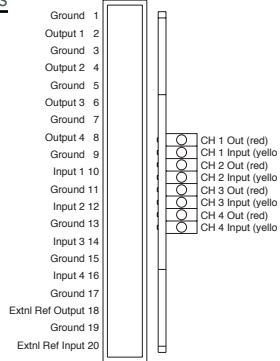 Ground 1
Output 1 2
Ground 3
Output 2 4
Ground 5
Output 3 6
Ground 7
Output 4 8
Ground 9
Input 1 10
Ground 11
Input 2 12
Ground 13
Input 3 14
Ground 15
Input 4 16
Ground 17
Extnl Ref Output 18
Ground 19
Extnl Ref Input 20
CH 1 Out (red)
CH 1 Input (yello
CH 2 Out (red)
CH 2 Input (yello
CH 3 Out (red)
CH 3 Input (yello
CH 4 Out (red)
CH 4 Input (yello